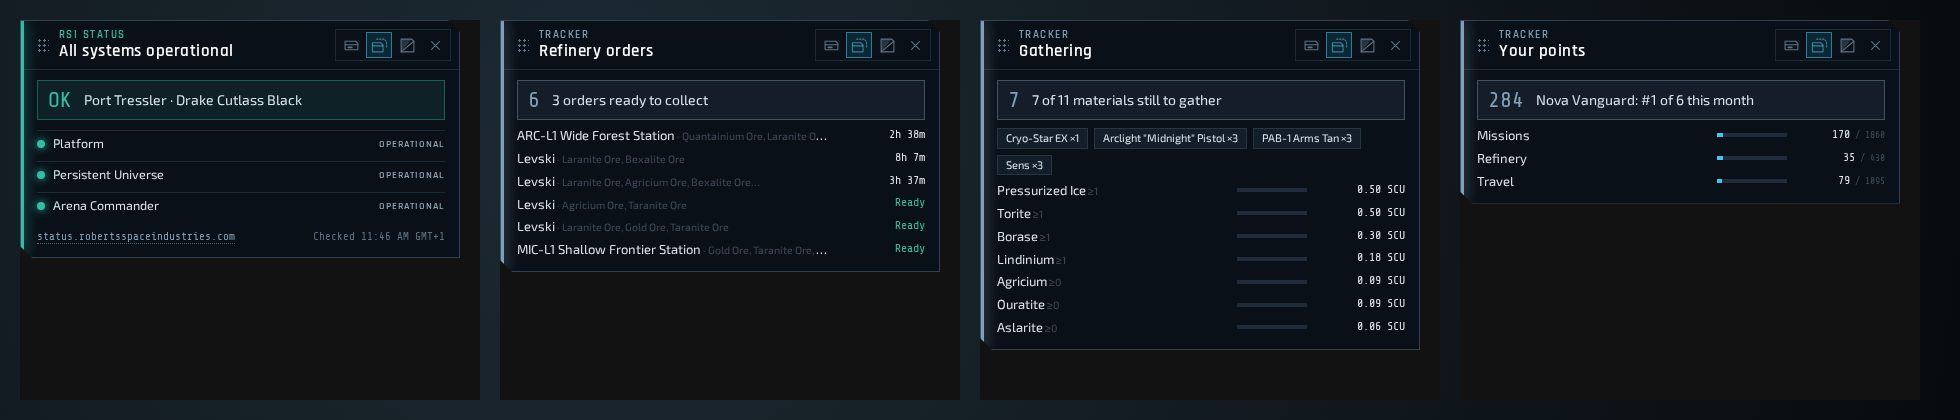 RSI STATUS
All systems operational
OK Port Tressler · Drake Cutlass Black
Platform OPERATIONAL
Persistent Universe OPERATIONAL
Arena Commander OPERATIONAL
status.robertsspaceindustries.com Checked 11:46 AM GMT+1
TRACKER
Refinery orders
6 3 orders ready to collect
ARC-L1 Wide Forest Station · Quantainium Ore, Laranite O... 2h 38m
Levski · Laranite Ore, Bexalite Ore 8h 7m
Levski · Laranite Ore, Agricium Ore, Bexalite Ore... 3h 37m
Levski · Agricium Ore, Taranite Ore Ready
Levski · Laranite Ore, Gold Ore, Taranite Ore Ready
MIC-L1 Shallow Frontier Station · Gold Ore, Taranite Ore,... Ready
TRACKER
Gathering
7 7 of 11 materials still to gather
Cryo-Star EX ×1 Arclight "Midnight" Pistol ×3 PAB-1 Arms Tan ×3
Sens ×3
Pressurized Ice ≥1 0.50 SCU
Torite ≥1 0.50 SCU
Borase ≥1 0.30 SCU
Lindinium ≥1 0.18 SCU
Agricium ≥0 0.09 SCU
Ouratite ≥0 0.09 SCU
Aslarite ≥0 0.06 SCU
TRACKER
Your points
284 Nova Vanguard: #1 of 6 this month
Missions 170 / 1860
Refinery 35 / 430
Travel 79 / 1095